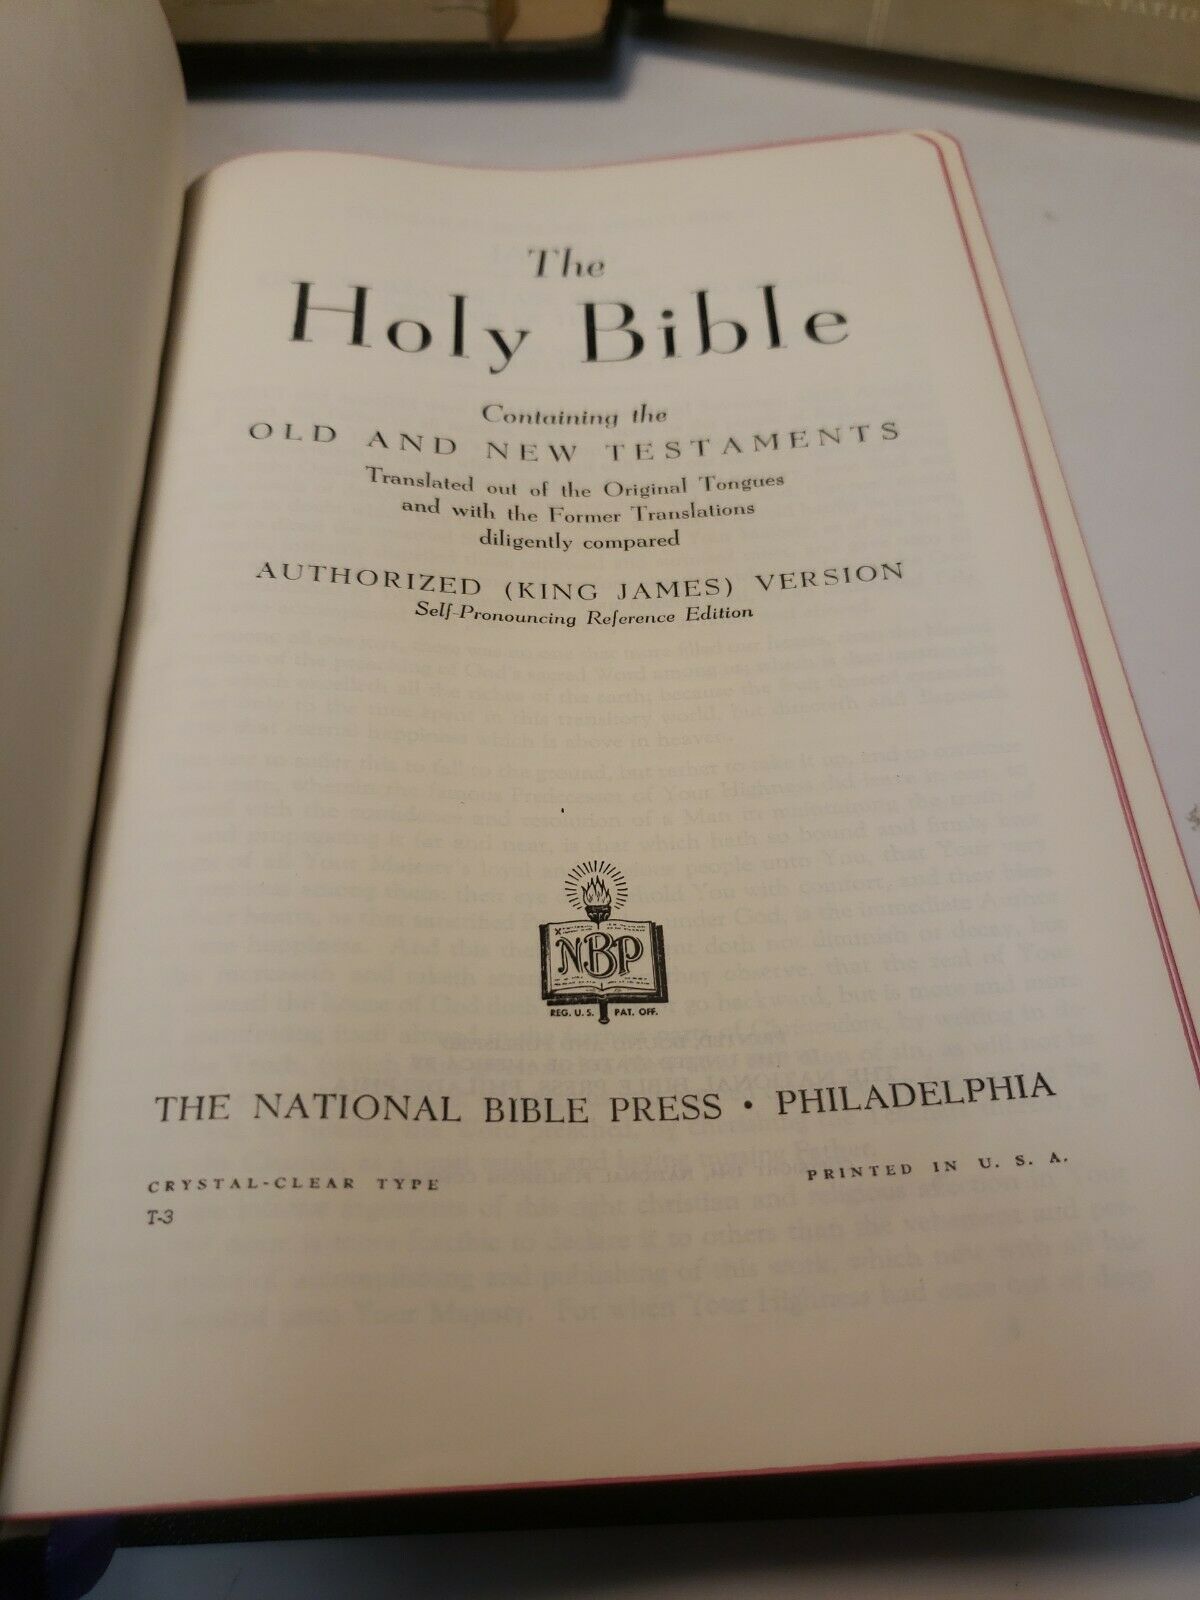 NTATIO
The
Holy Bible
Containing the
OLD AND NEW TESTAMENTS
Translated out of the Original Tongues
and with the Former Translations
diligently compared
AUTHORIZED (KING JAMES) VERSION
Self-Pronouncing Reference Edition
NBP
REG. U.S. PAT. OFF.
THE NATIONAL BIBLE PRESS • PHILADELPHIA
CRYSTAL-CLEAR TYPE PRINTED IN U. S. A.
T-3